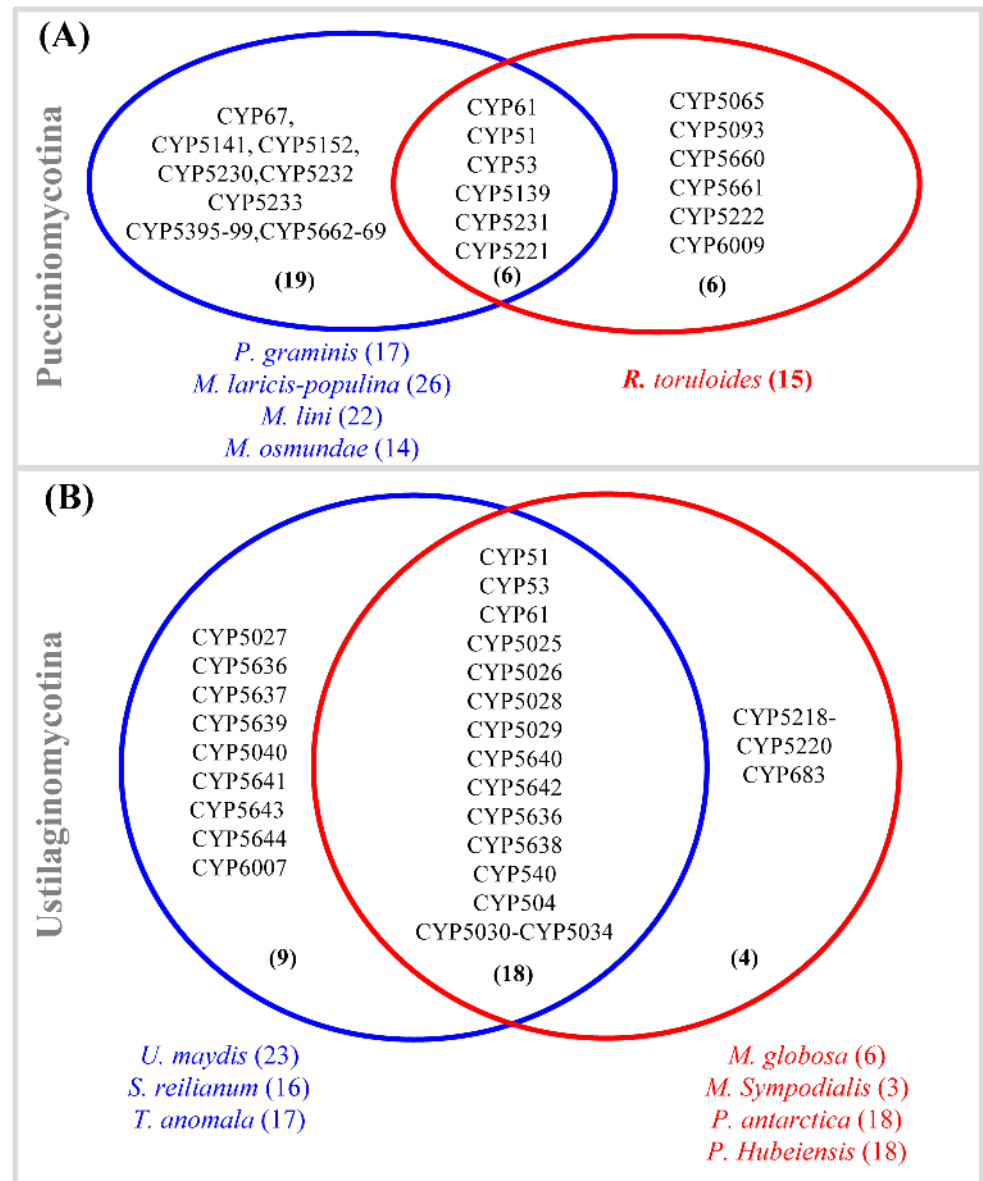 (A)
Pucciniomycotina
CYP67,
CYP5141, CYP5152,
CYP5230,CYP5232
CYP5233
CYP5395-99,CYP5662-69
(19)
CYP61
CYP51
CYP53
CYP5139
CYP5231
CYP5221
(6)
CYP5065
CYP5093
CYP5660
CYP5661
CYP5222
CYP6009
(6)
P. graminis (17)
M. laricis-populina (26)
M. lini (22)
M. osmundae (14)
R. toruloides (15)
(B)
Ustilaginomycotina
CYP5027
CYP5636
CYP5637
CYP5639
CYP5040
CYP5641
CYP5643
CYP5644
CYP6007
(9)
CYP51
CYP53
CYP61
CYP5025
CYP5026
CYP5028
CYP5029
CYP5640
CYP5642
CYP5636
CYP5638
CYP540
CYP504
CYP5030-CYP5034
(18)
CYP5218-
CYP5220
CYP683
(4)
U. maydis (23)
S. reilianum (16)
T. anomala (17)
M. globosa (6)
M. Sympodialis (3)
P. antarctica (18)
P. Hubeiensis (18)